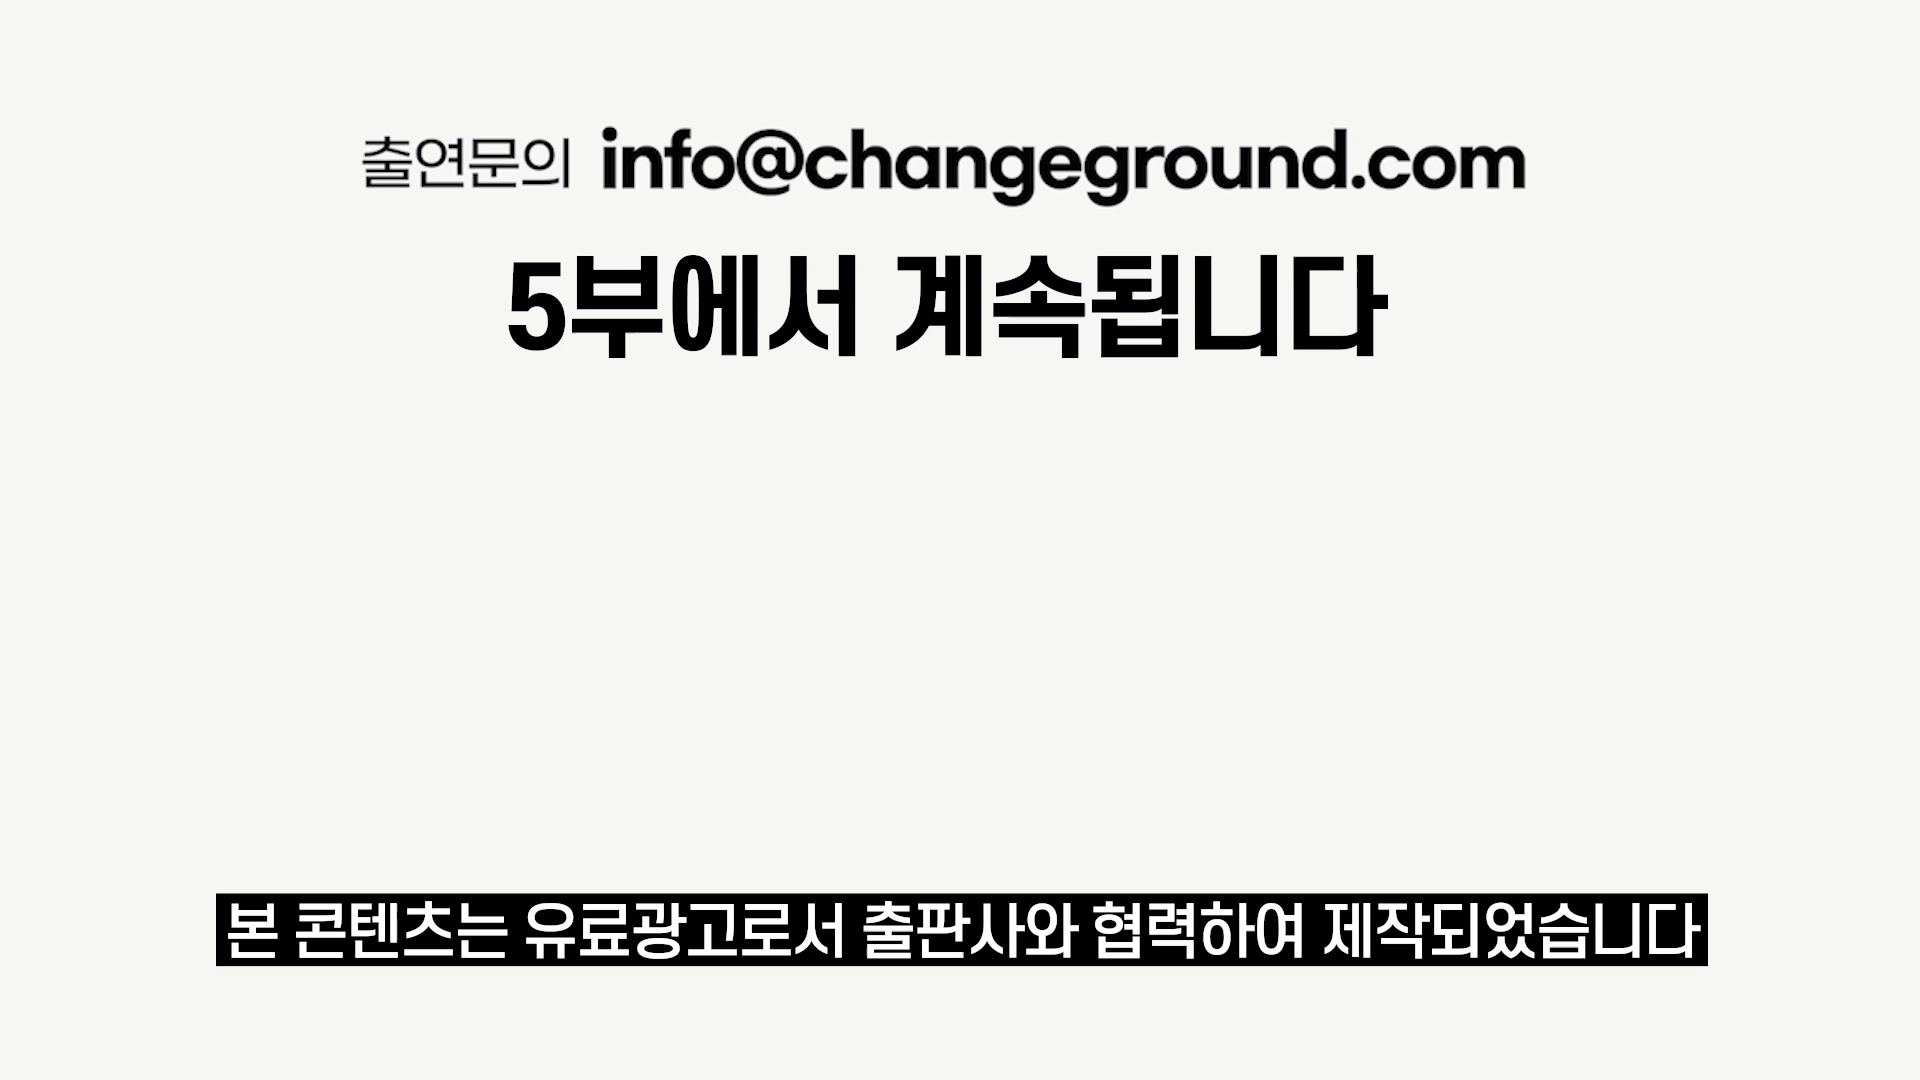 출연문의 info@changeground.com
5부에서 계속됩니다
본 콘텐츠는 유료광고로서 출판사와 협력하여 제작되었습니다